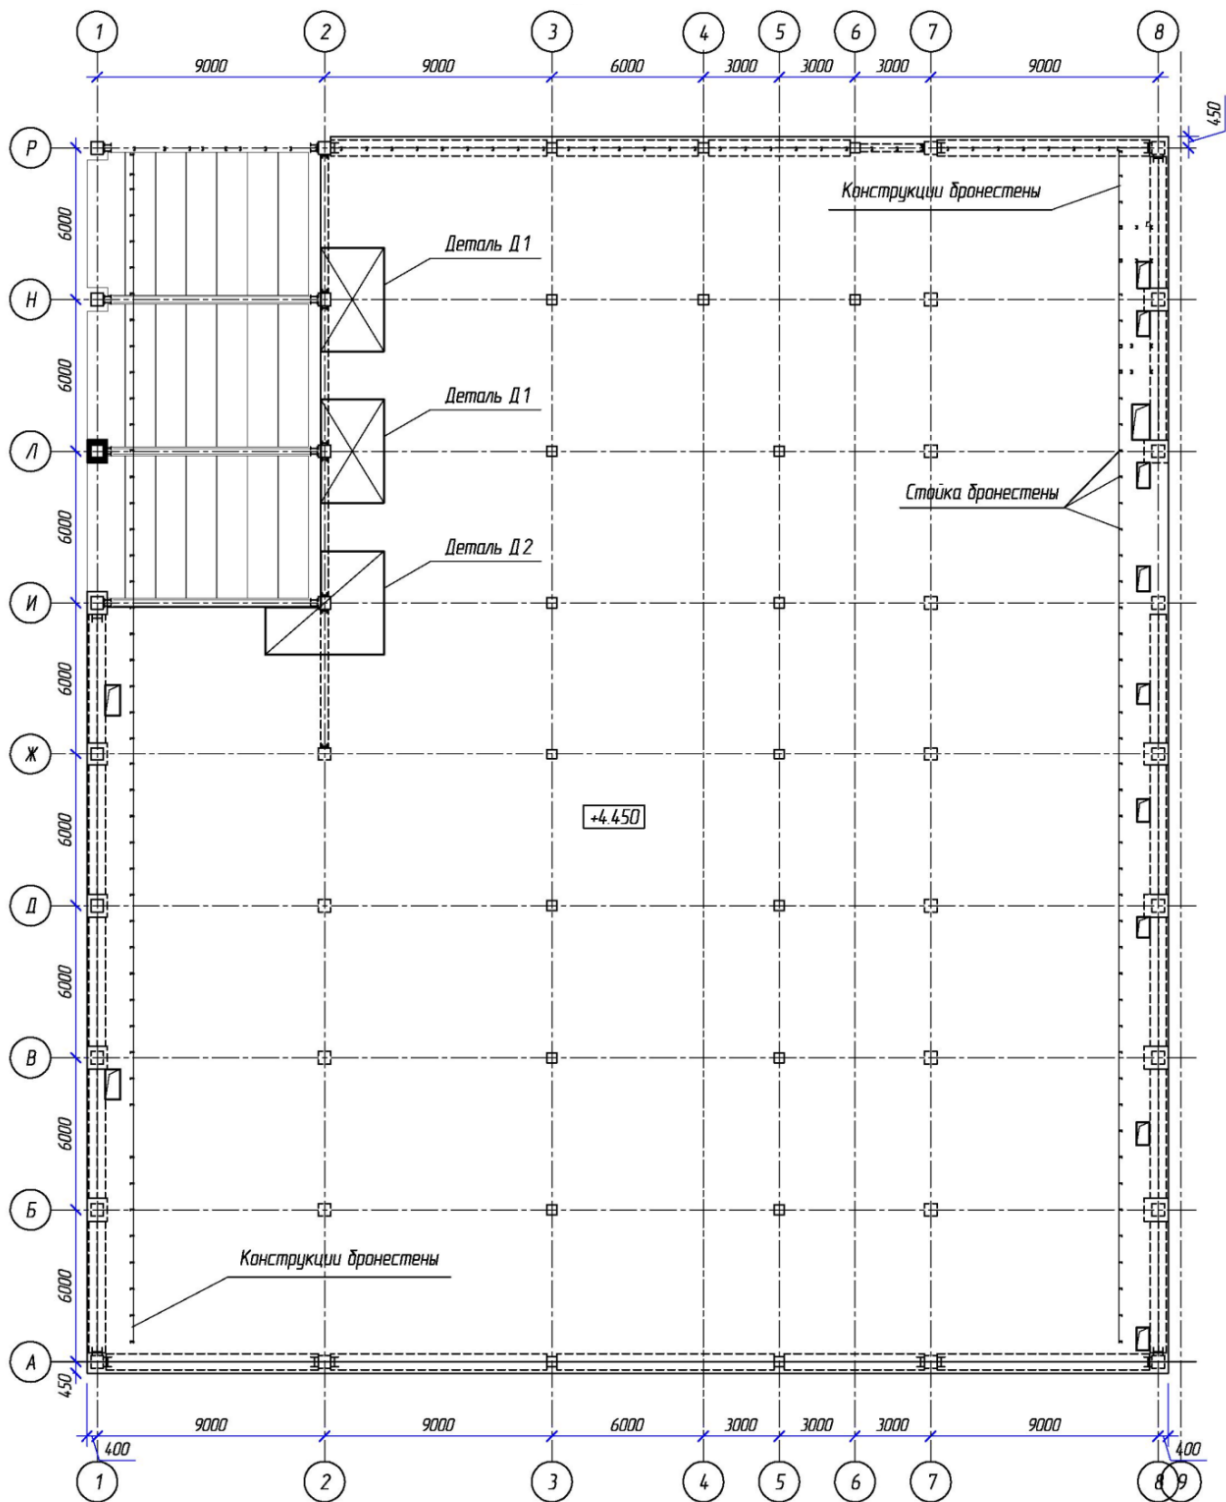 1 2 3 4 5 6 7 8
9000 9000 6000 3000 3000 3000 9000
450
Р
Конструкции бронестены
6000
Деталь Д1
Н
6000
Деталь Д1
Л
Стойка бронестены
6000
Деталь Д2
И
6000
Ж
+4.450
6000
Д
6000
В
6000
Б
Конструкции бронестены
6000
А
450
9000 9000 6000 3000 3000 3000 9000
400 400
1 2 3 4 5 6 7 8 9